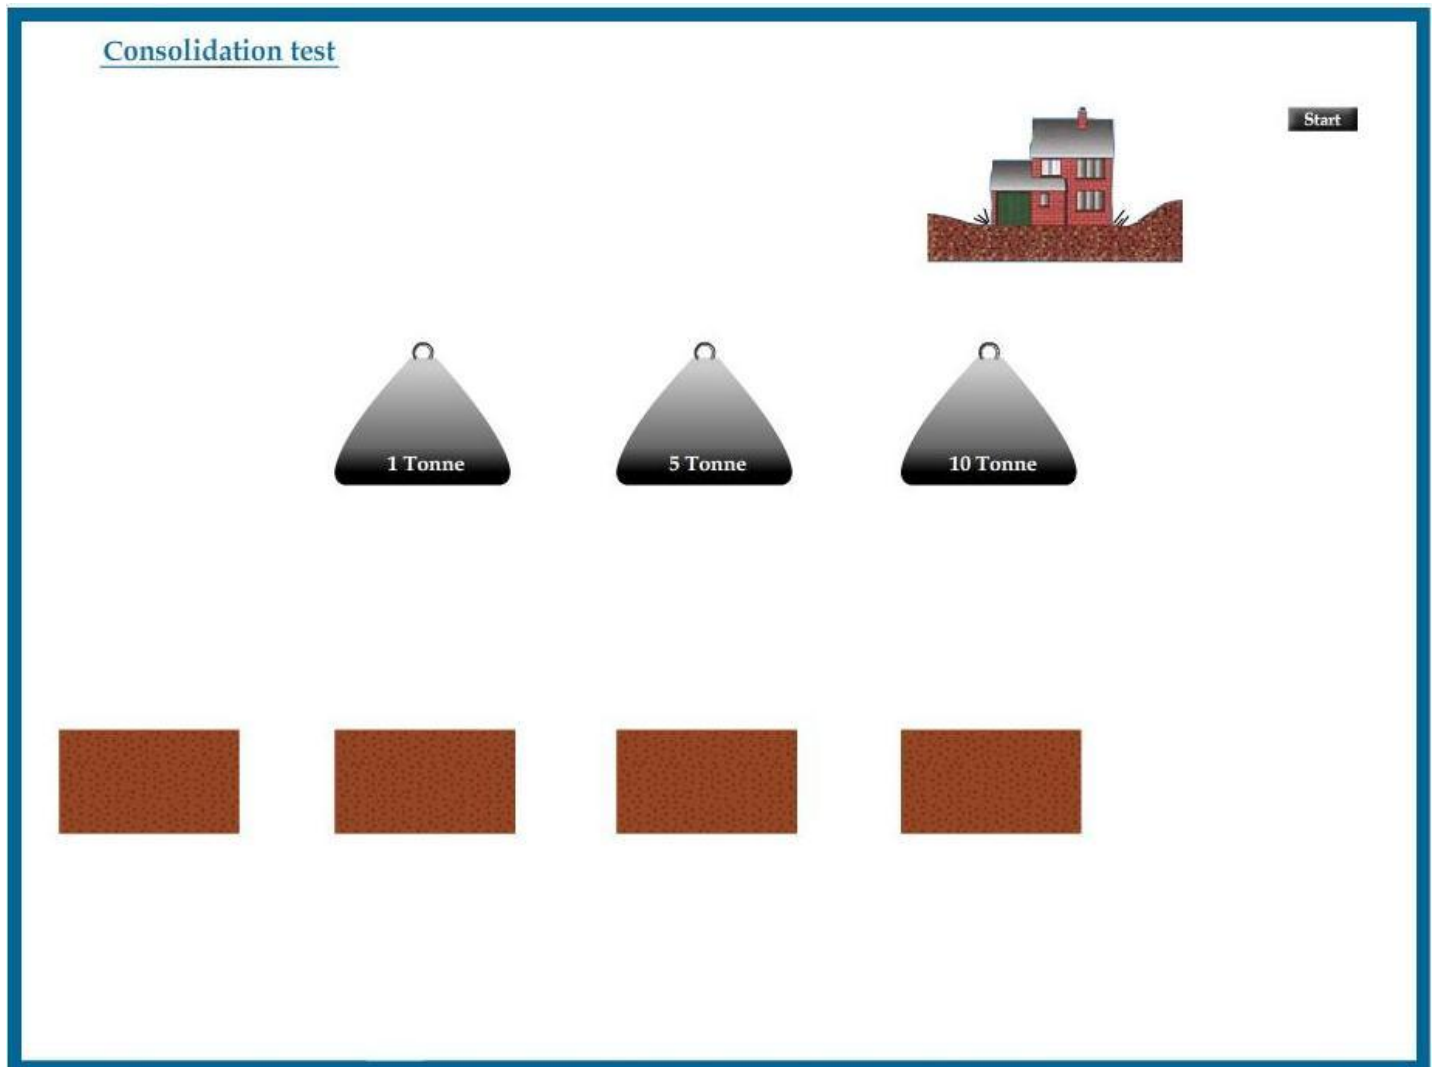 Consolidation test
Start
1 Tonne
5 Tonne
10 Tonne